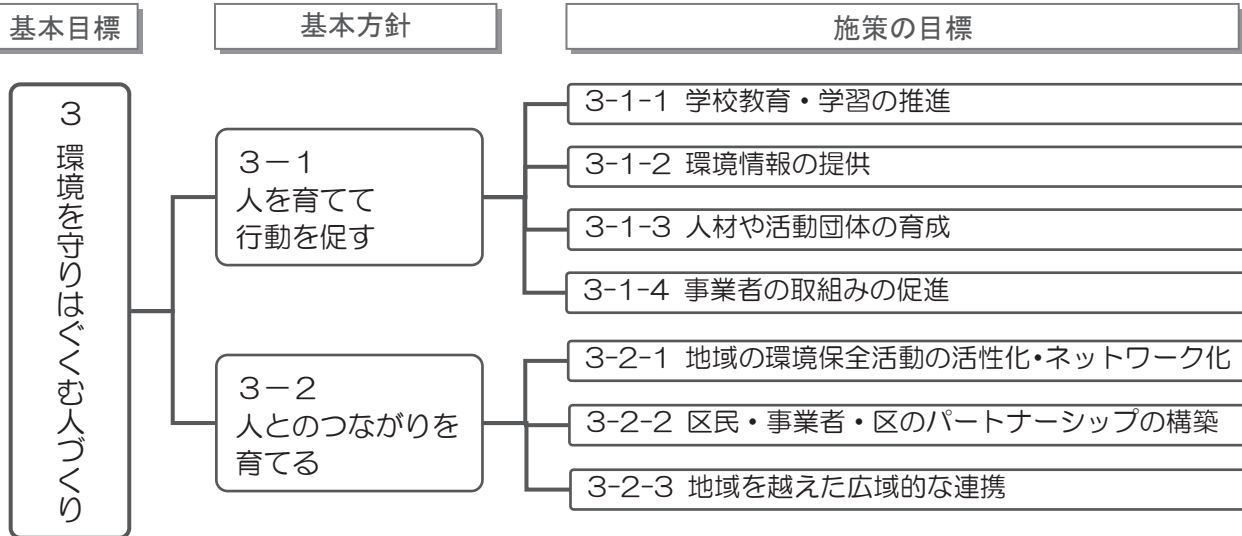 基本目標
基本方針
施策の目標
3 環境を守りはぐくむ人づくり
3－1
人を育てて
行動を促す
3-1-1 学校教育・学習の推進
3-1-2 環境情報の提供
3-1-3 人材や活動団体の育成
3-1-4 事業者の取組みの促進
3－2
人とのつながりを
育てる
3-2-1 地域の環境保全活動の活性化・ネットワーク化
3-2-2 区民・事業者・区のパートナーシップの構築
3-2-3 地域を越えた広域的な連携